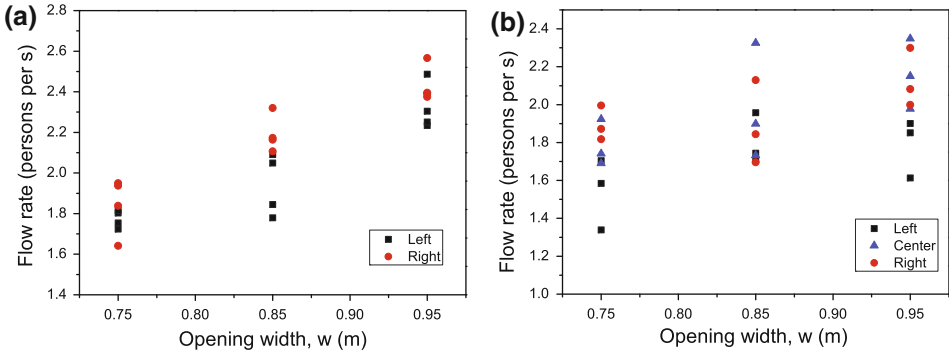 (a)
2.8
2.6
2.4
2.2
2.0
1.8
1.6
1.4
Flow rate (persons per s)
Left
Right
0.75
0.80
0.85
0.90
0.95
Opening width, w (m)
(b)
2.4
2.2
2.0
1.8
1.6
1.4
1.2
1.0
Flow rate (persons per s)
Left
Center
Right
0.75
0.80
0.85
0.90
0.95
Opening width, w (m)